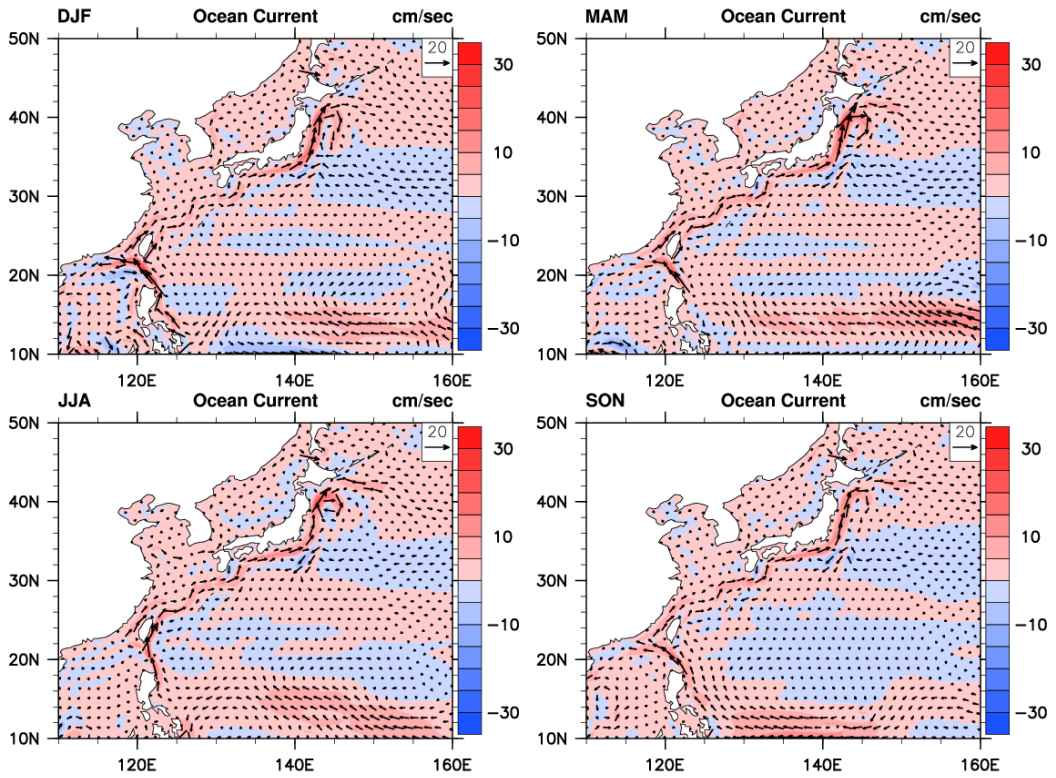 DJF Ocean Current cm/sec
50N
40N
30N
20N
10N
120E 140E 160E
20
30
10
−10
−30
MAM Ocean Current cm/sec
50N
40N
30N
20N
10N
120E 140E 160E
20
30
10
−10
−30
JJA Ocean Current cm/sec
50N
40N
30N
20N
10N
120E 140E 160E
20
30
10
−10
−30
SON Ocean Current cm/sec
50N
40N
30N
20N
10N
120E 140E 160E
20
30
10
−10
−30